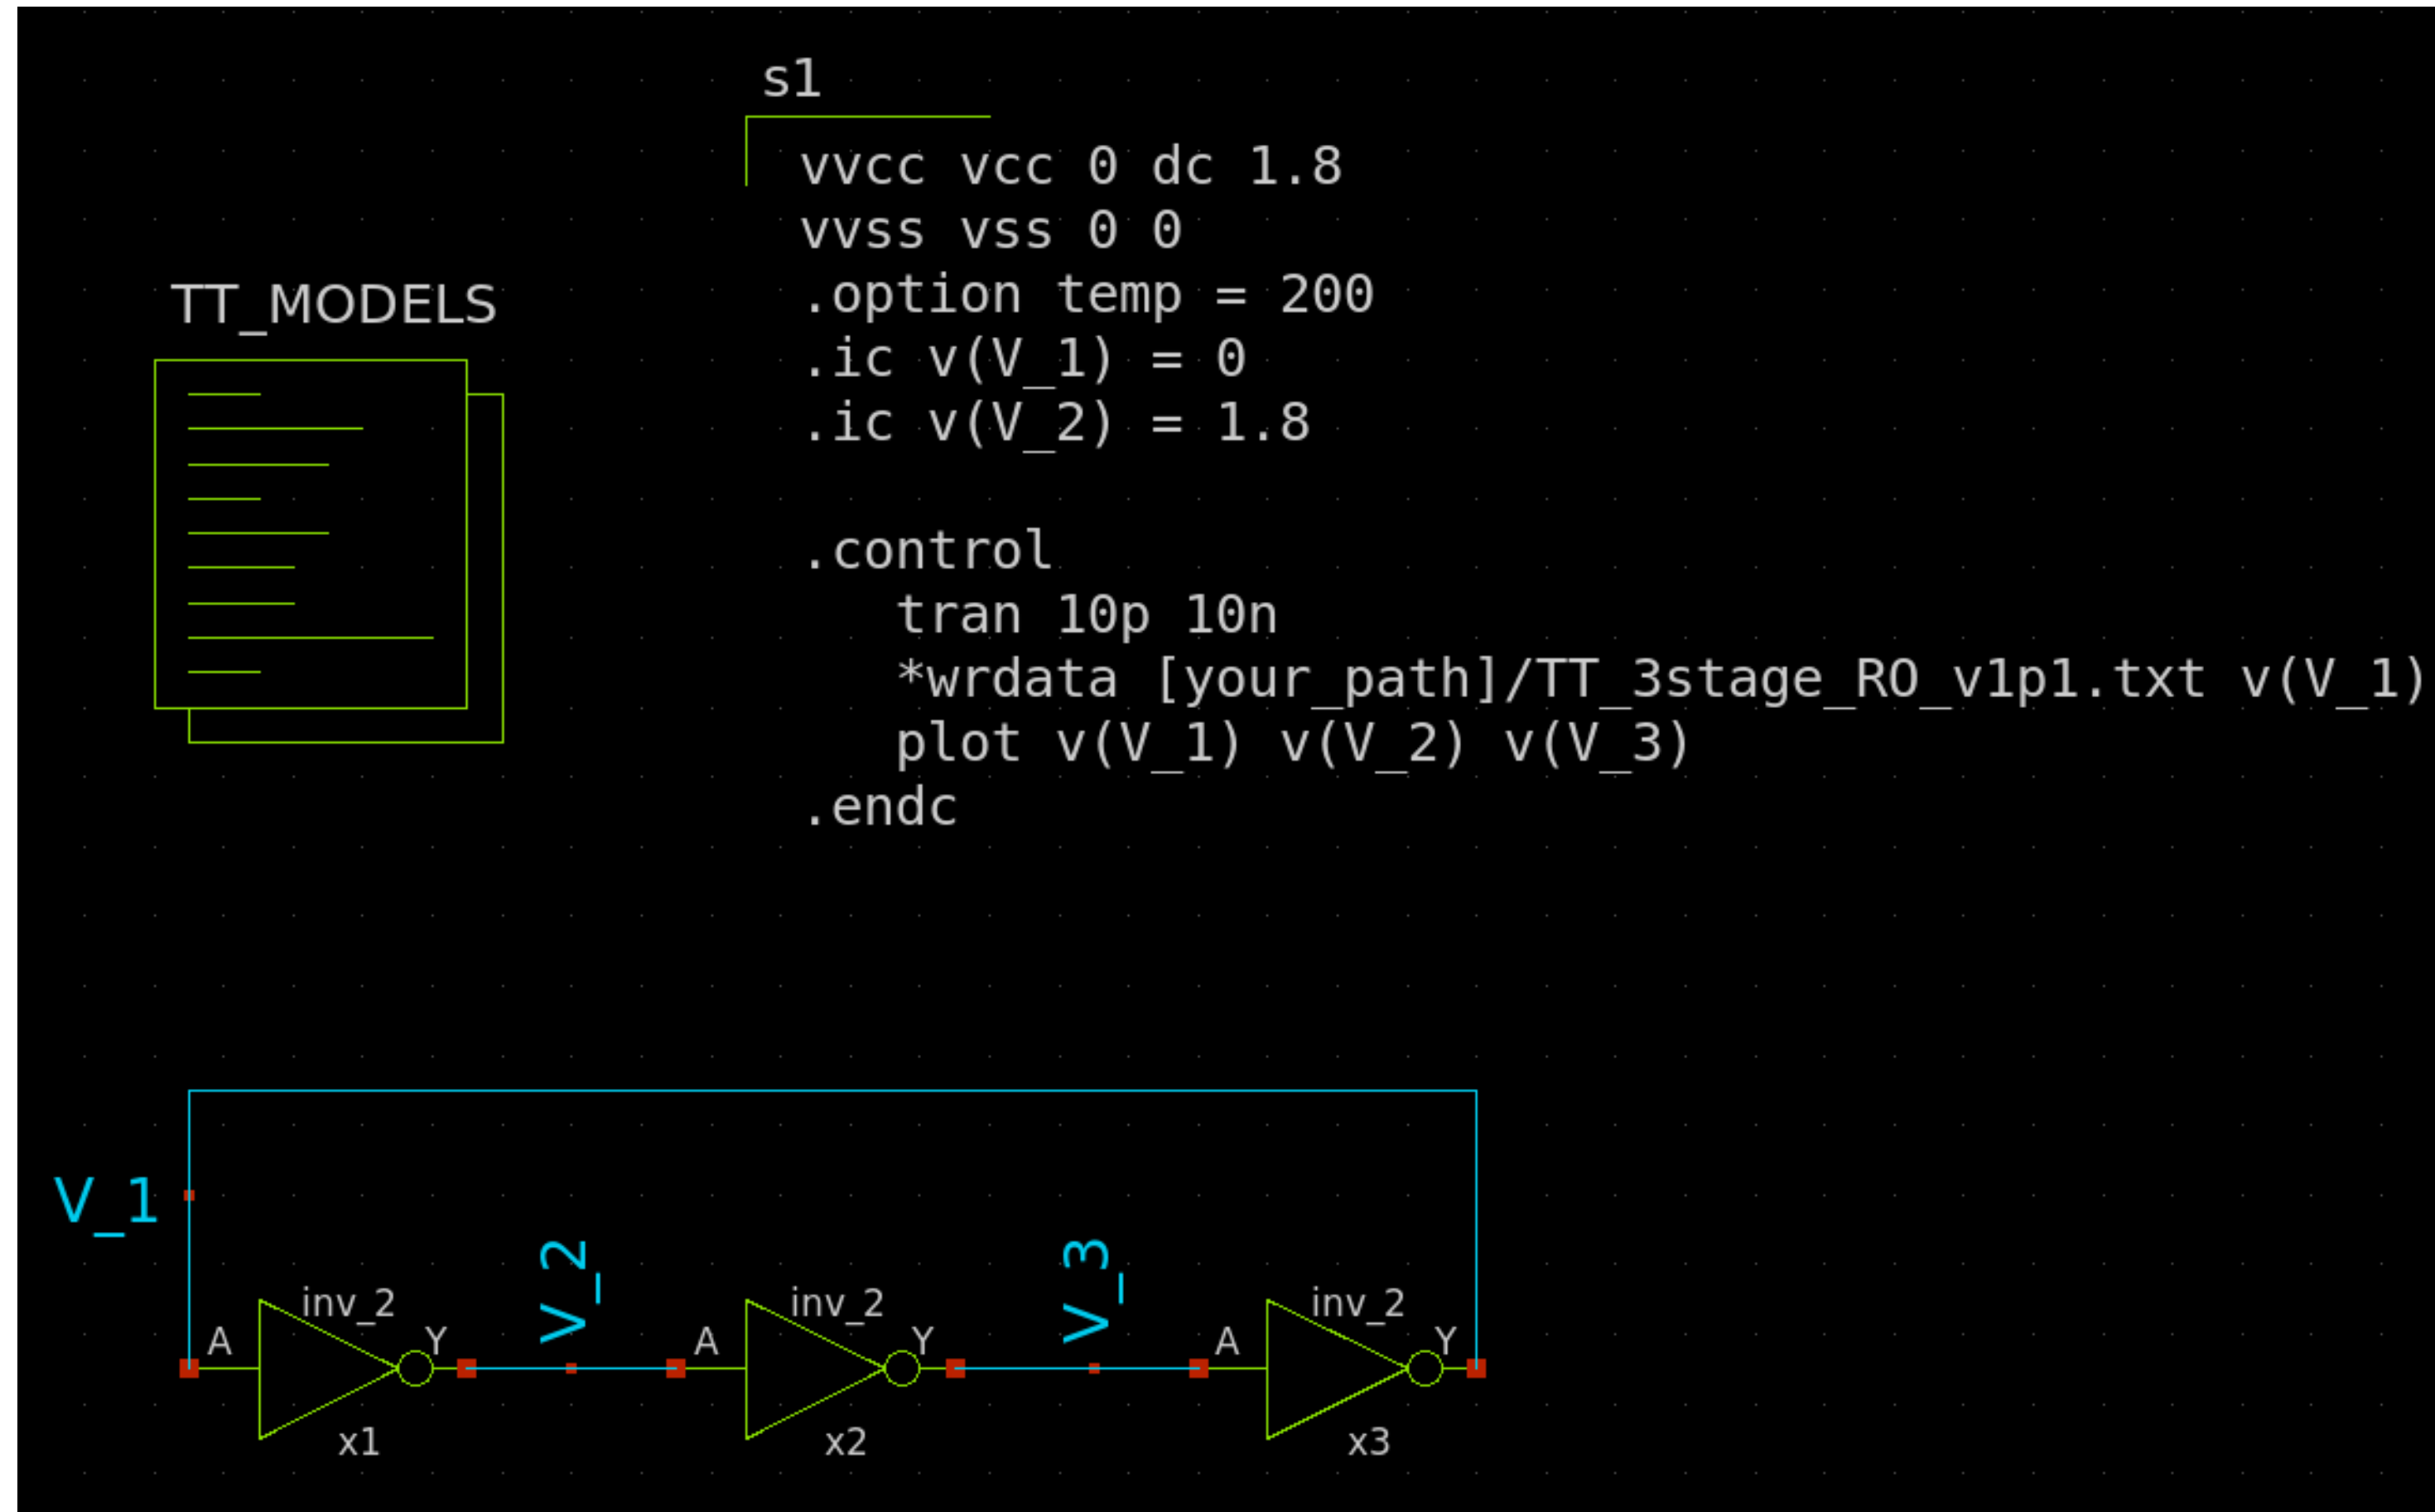 s1
vvcc vcc 0 dc 1.8
vvss vss 0 0
.option temp = 200
.ic v(V_1) = 0
.ic v(V_2) = 1.8
.control
tran 10p 10n
*wrdata [your_path]/TT_3stage_RO_v1p1.txt v(V_1)
plot v(V_1) v(V_2) v(V_3)
.endc
TT_MODELS
V_1
V_2
V_3
inv_2
inv_2
inv_2
A
Y
A
Y
A
Y
x1
x2
x3